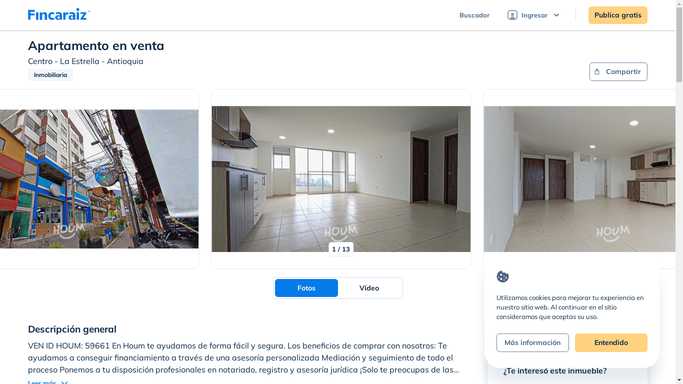 Fincaraiz
Buscador
Ingresar
Publica gratis
Apartamento en venta
Centro - La Estrella - Antioquia
Inmobiliaria
Compartir
HOUM
HOUM
HOUM
1 / 13
Fotos
Video
Utilizamos cookies para mejorar tu experiencia en
nuestro sitio web. Al continuar en el sitio
consideramos que aceptas su uso.
Más información
Entendido
Descripción general
VEN ID HOUM: 59661 En Houm te ayudamos de forma fácil y segura. Los beneficios de comprar con nosotros: Te
ayudamos a conseguir financiamiento a través de una asesoría personalizada Mediación y seguimiento de todo el
proceso Ponemos a tu disposición profesionales en notariado, registro y asesoría jurídica ¡Solo te preocupas de las...
Leer más
¿Te interesó este inmueble?